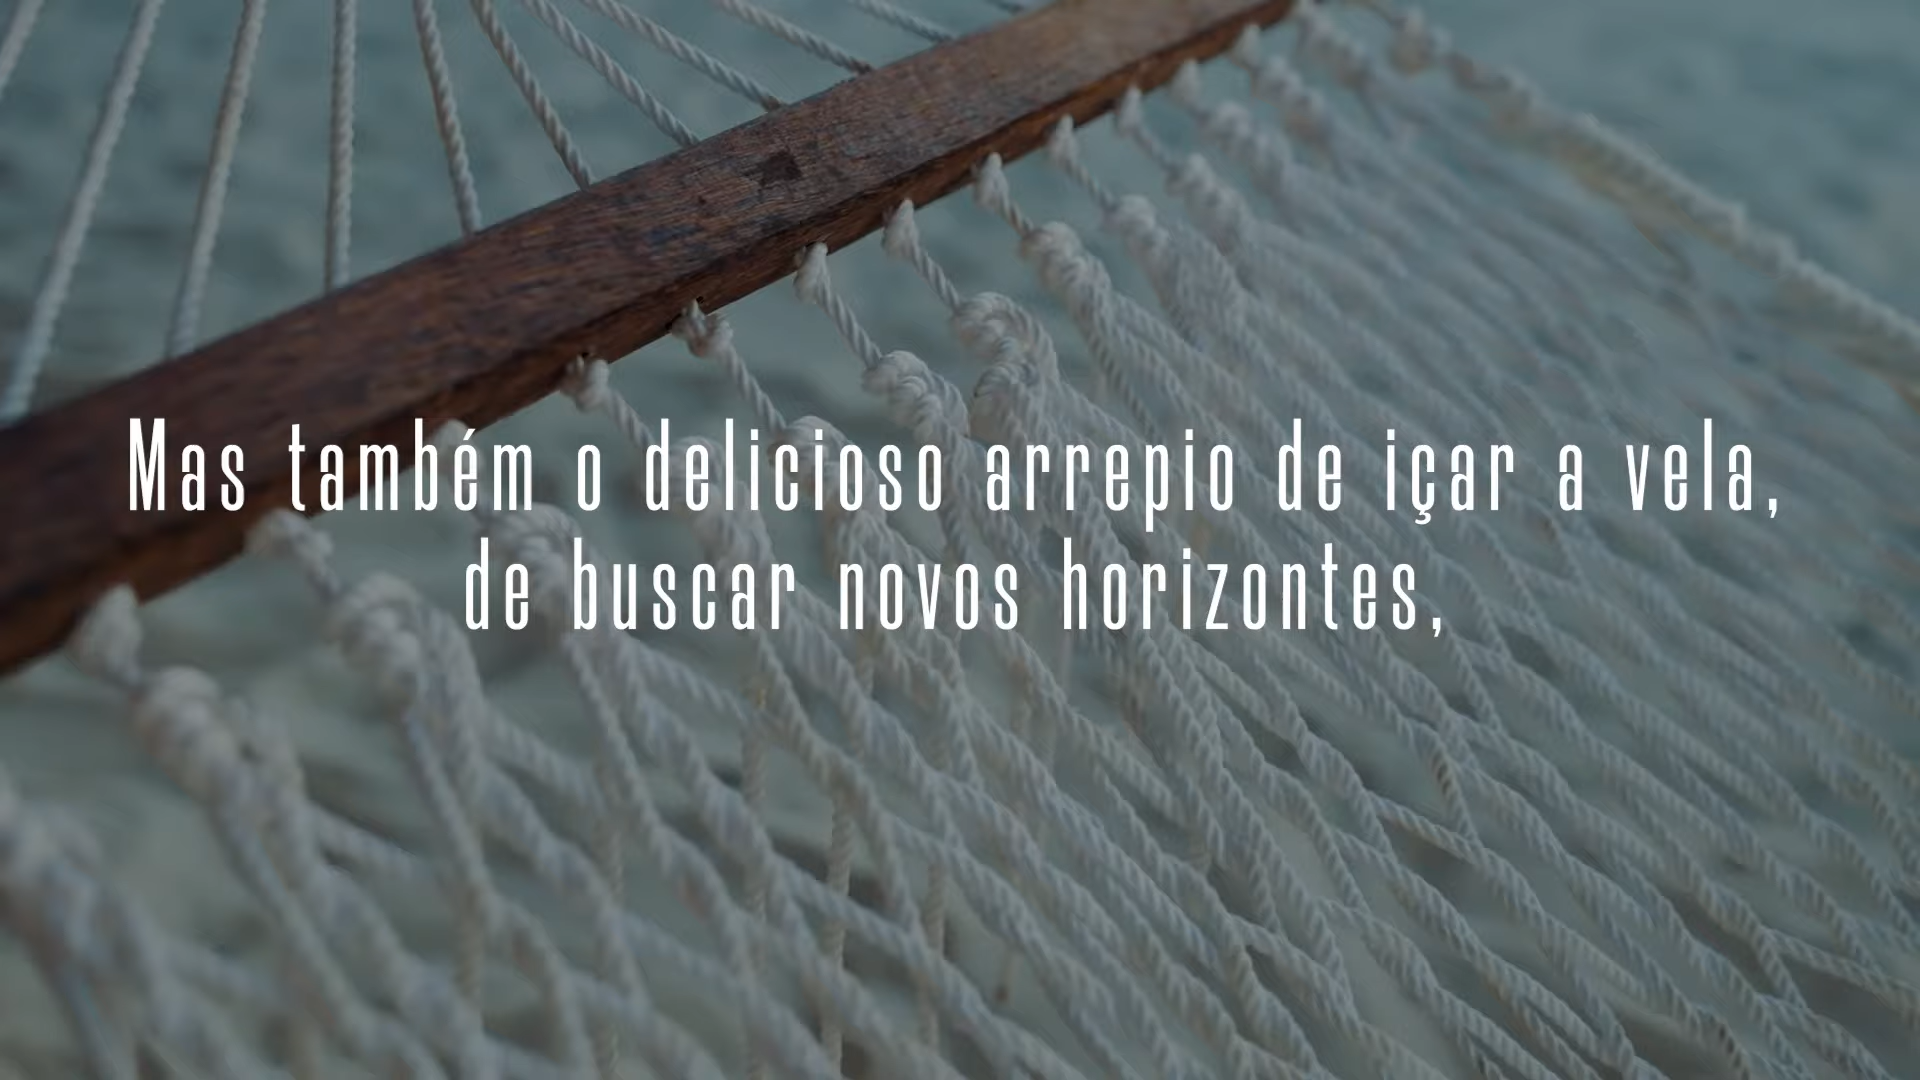 Mas também o delicioso arrepio de içar a vela,
de buscar novos horizontes,